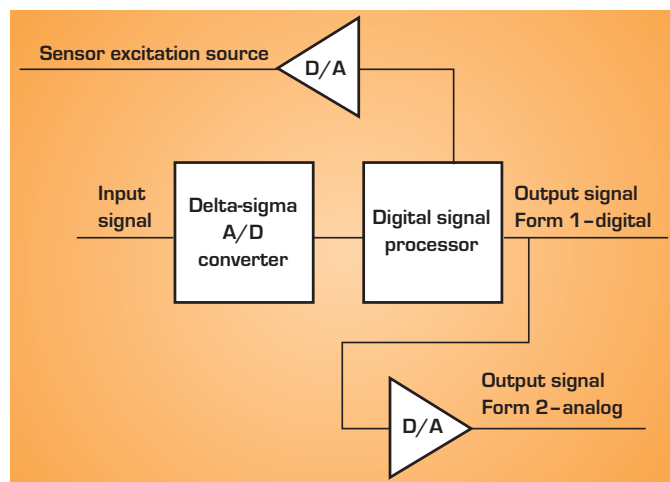 Sensor excitation source
D/A
Input
signal
Delta-sigma
A/D
converter
Digital signal
processor
Output signal
Form 1–digital
Output signal
Form 2–analog
D/A